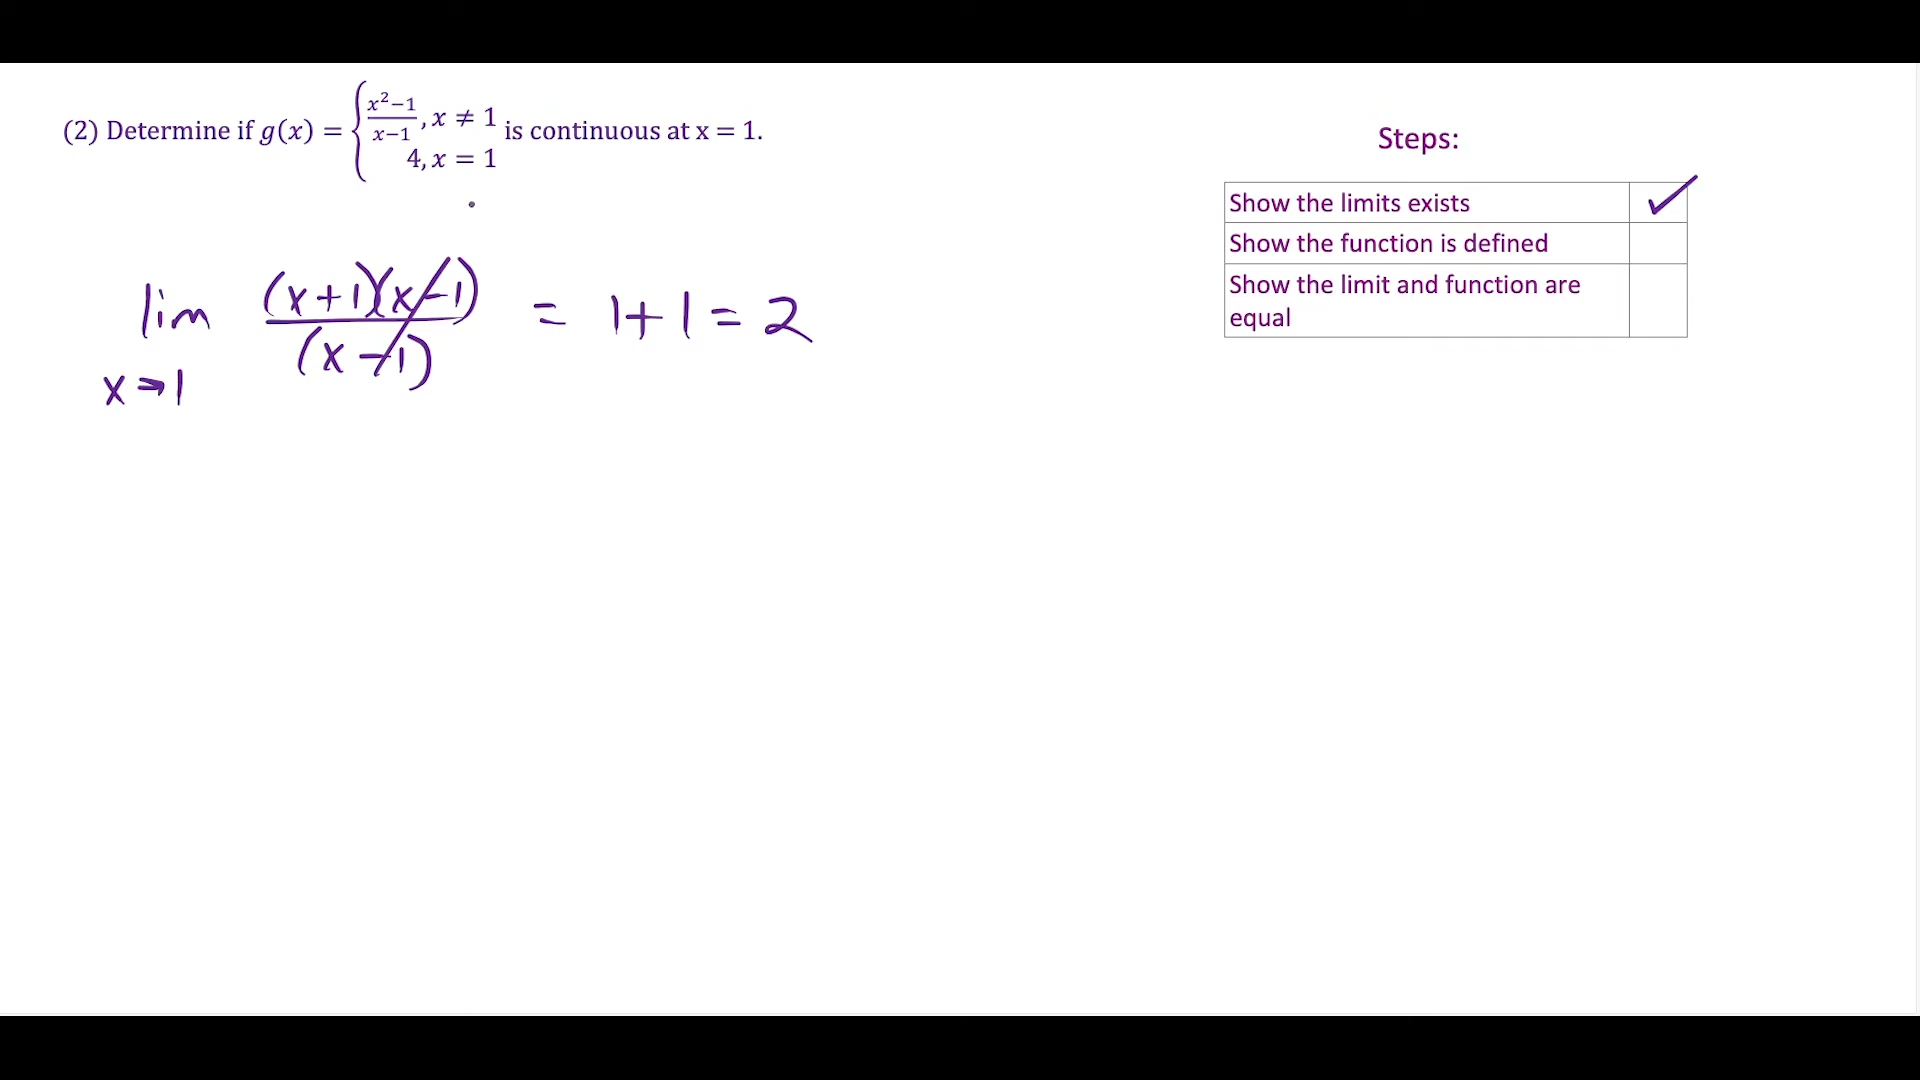 (2) Determine if g(x) = { x²−1 / x−1 , x ≠ 1 is continuous at x = 1.
4, x = 1
lim (x+1)(x-1) / (x-1) = 1+1 = 2
x→1
Steps:
Show the limits exists ✓
Show the function is defined
Show the limit and function are
equal